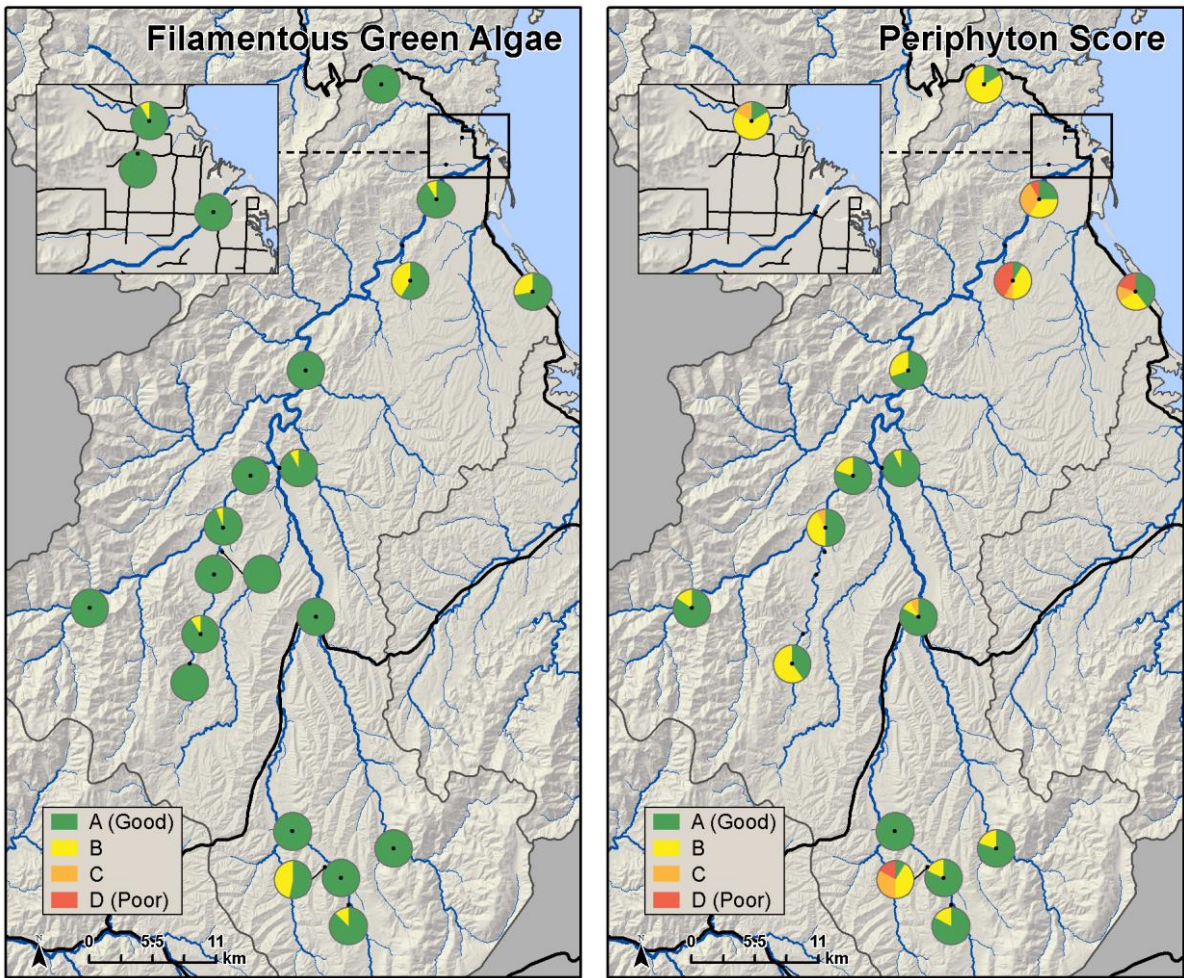 Filamentous Green Algae
A (Good)
B
C
D (Poor)
N
0 5.5 11
km
Periphyton Score
A (Good)
B
C
D (Poor)
N
0 5.5 11
km